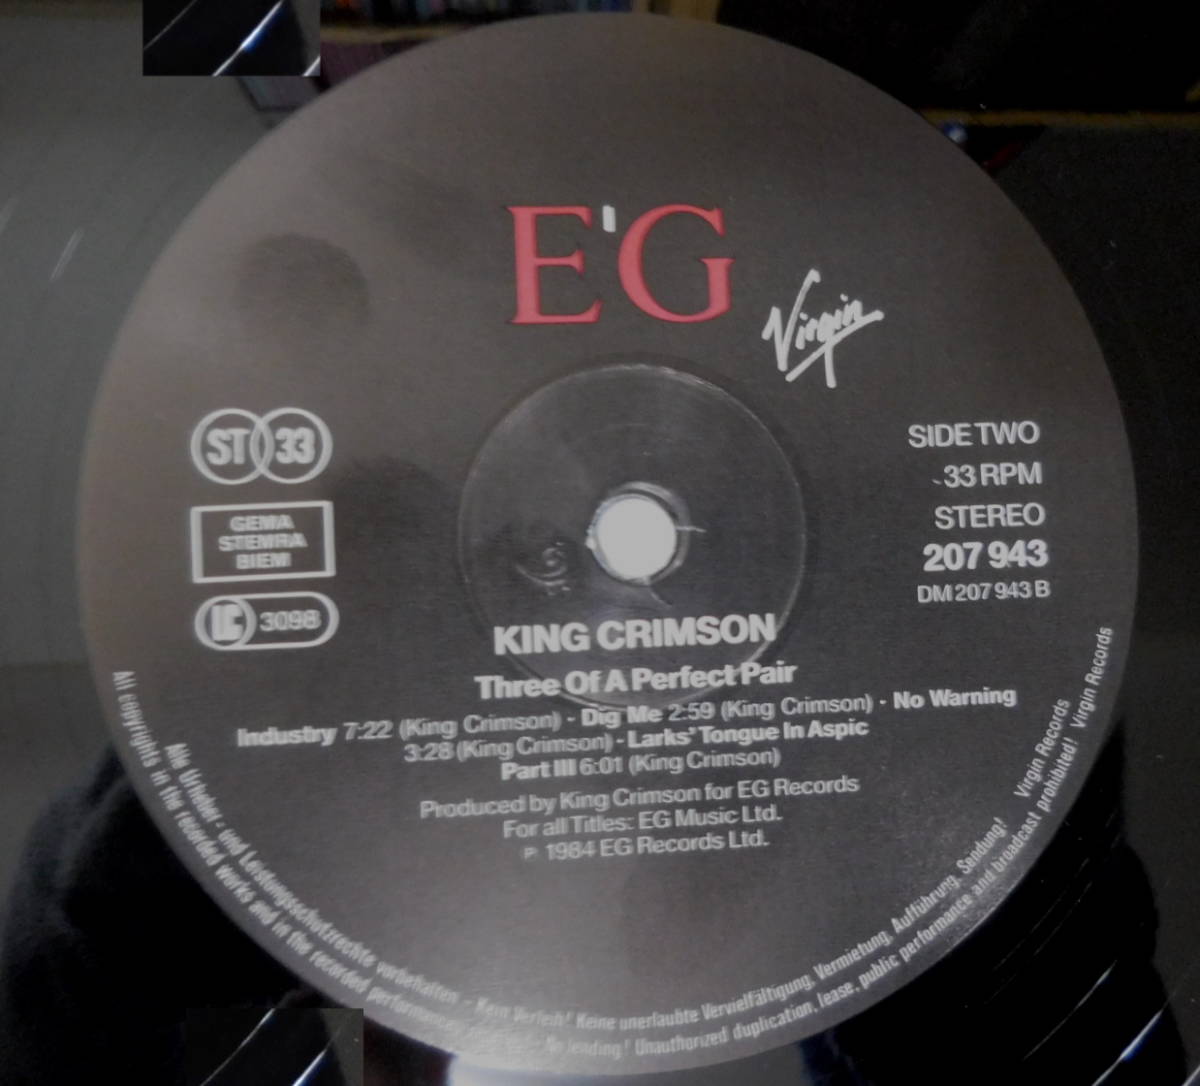 E'G
Virgin
ST 33
GEMA
STEMRA
BIEM
LC 3098
SIDE TWO
33 RPM
STEREO
207 943
DM 207 943 B
KING CRIMSON
Three Of A Perfect Pair
Industry 7:22 (King Crimson) - Dig Me 2:59 (King Crimson) - No Warning
3:28 (King Crimson) - Larks' Tongue In Aspic
Part III 6:01 (King Crimson)
Produced by King Crimson for EG Records
For all Titles: EG Music Ltd.
℗ 1984 EG Records Ltd.
Alle Urheber- und Leistungsschutzrechte vorbehalten - Kein Verleih! Keine unerlaubte Vervielfältigung, Vermietung, Aufführung, Sendung! Virgin Records
All copyrights in the recorded works and in the recorded performances - No lending! Unauthorized duplication, lease, public performance and broadcast prohibited! Virgin Records